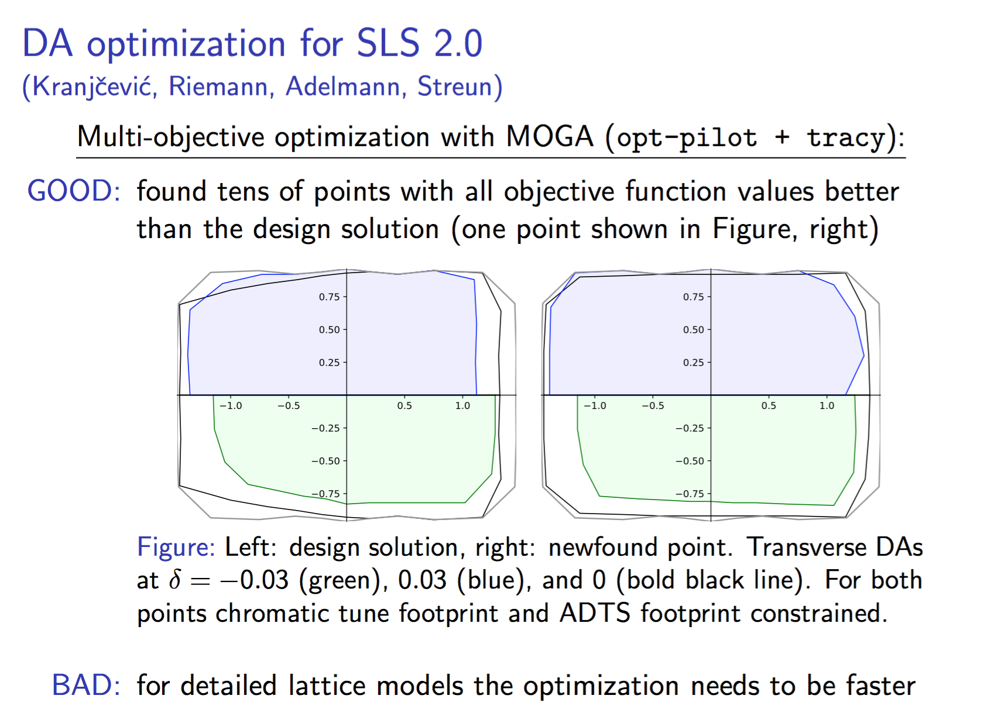 DA optimization for SLS 2.0
(Kranjčević, Riemann, Adelmann, Streun)
Multi-objective optimization with MOGA (opt-pilot + tracy):
GOOD: found tens of points with all objective function values better
than the design solution (one point shown in Figure, right)
0.75
0.50
0.25
−1.0 −0.5 0.5 1.0
−0.25
−0.50
−0.75
0.75
0.50
0.25
−1.0 −0.5 0.5 1.0
−0.25
−0.50
−0.75
Figure: Left: design solution, right: newfound point. Transverse DAs
at δ = −0.03 (green), 0.03 (blue), and 0 (bold black line). For both
points chromatic tune footprint and ADTS footprint constrained.
BAD: for detailed lattice models the optimization needs to be faster